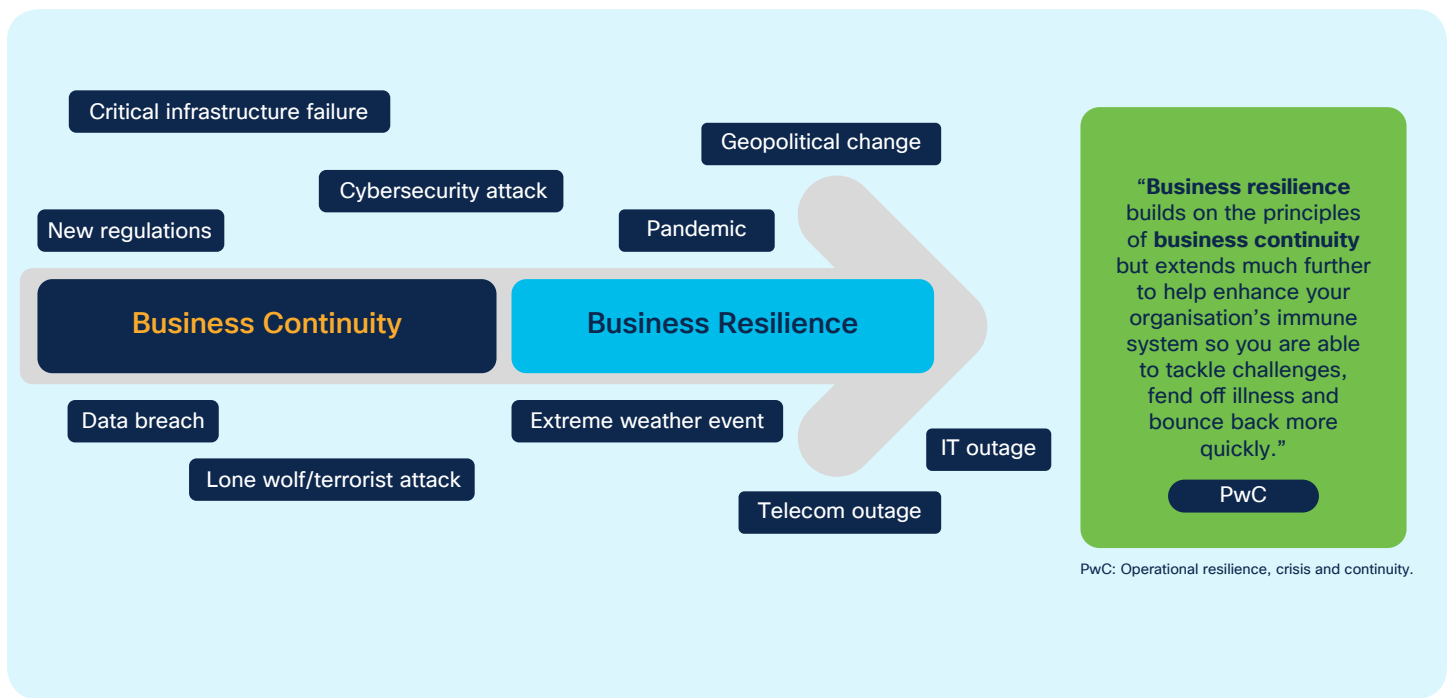 Critical infrastructure failure
Geopolitical change
Cybersecurity attack
New regulations
Pandemic
Business Continuity
Business Resilience
Data breach
Extreme weather event
IT outage
Lone wolf/terrorist attack
Telecom outage
“Business resilience
builds on the principles
of business continuity
but extends much further
to help enhance your
organisation’s immune
system so you are able
to tackle challenges,
fend off illness and
bounce back more
quickly.”
PwC
PwC: Operational resilience, crisis and continuity.